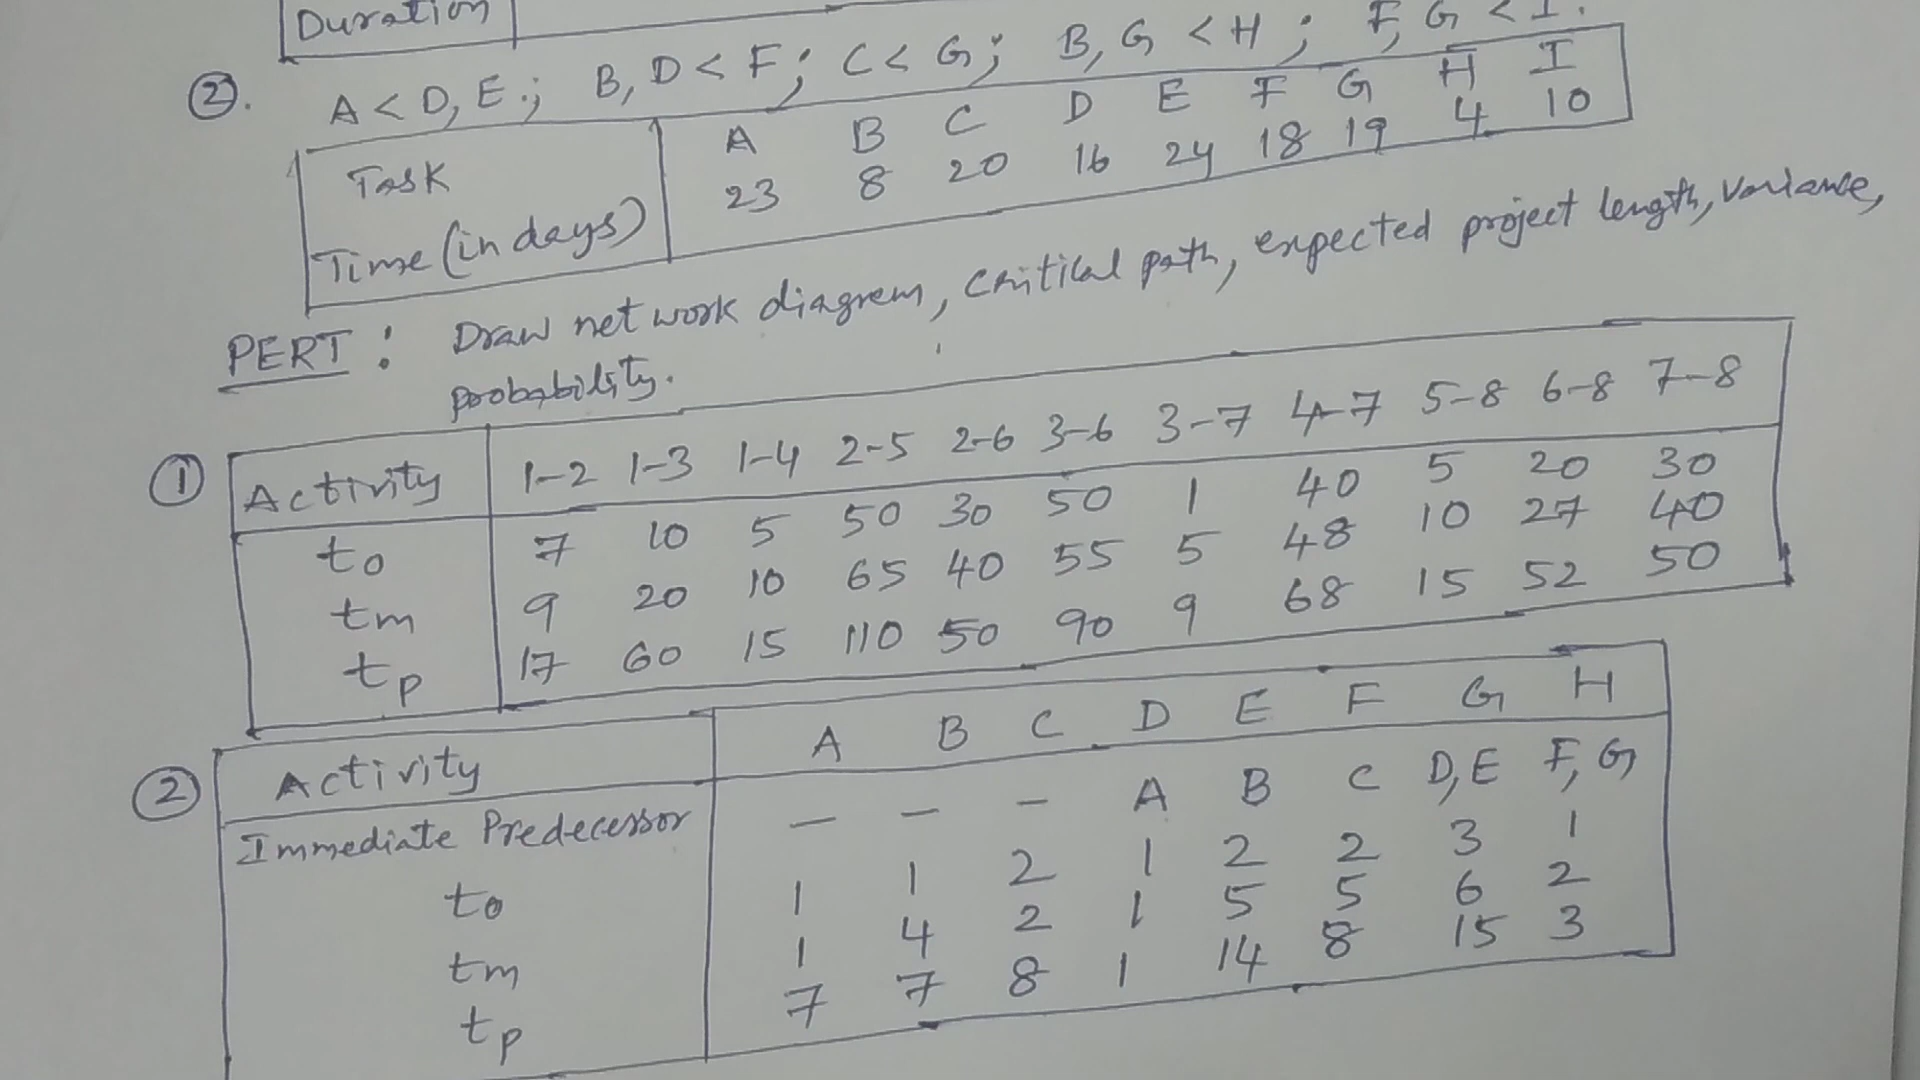 Duration
②. A < D, E.; B, D < F; C < G; B, G < H; F, G < I.
Task A B C D E F G H I
Time (in days) 23 8 20 16 24 18 19 4 10
PERT: Draw net work diagram, Critical path, expected project length, variance,
probability.
① Activity 1-2 1-3 1-4 2-5 2-6 3-6 3-7 4-7 5-8 6-8 7-8
to 7 10 5 50 30 50 1 40 5 20 30
tm 9 20 10 65 40 55 5 48 10 27 40
tp 17 60 15 110 50 90 9 68 15 52 50
② Activity A B C D E F G H
Immediate Predecessor — — — A B C D,E F,G
to 1 1 2 1 2 2 3 1
tm 1 4 2 1 5 5 6 2
tp 7 7 8 1 14 8 15 3